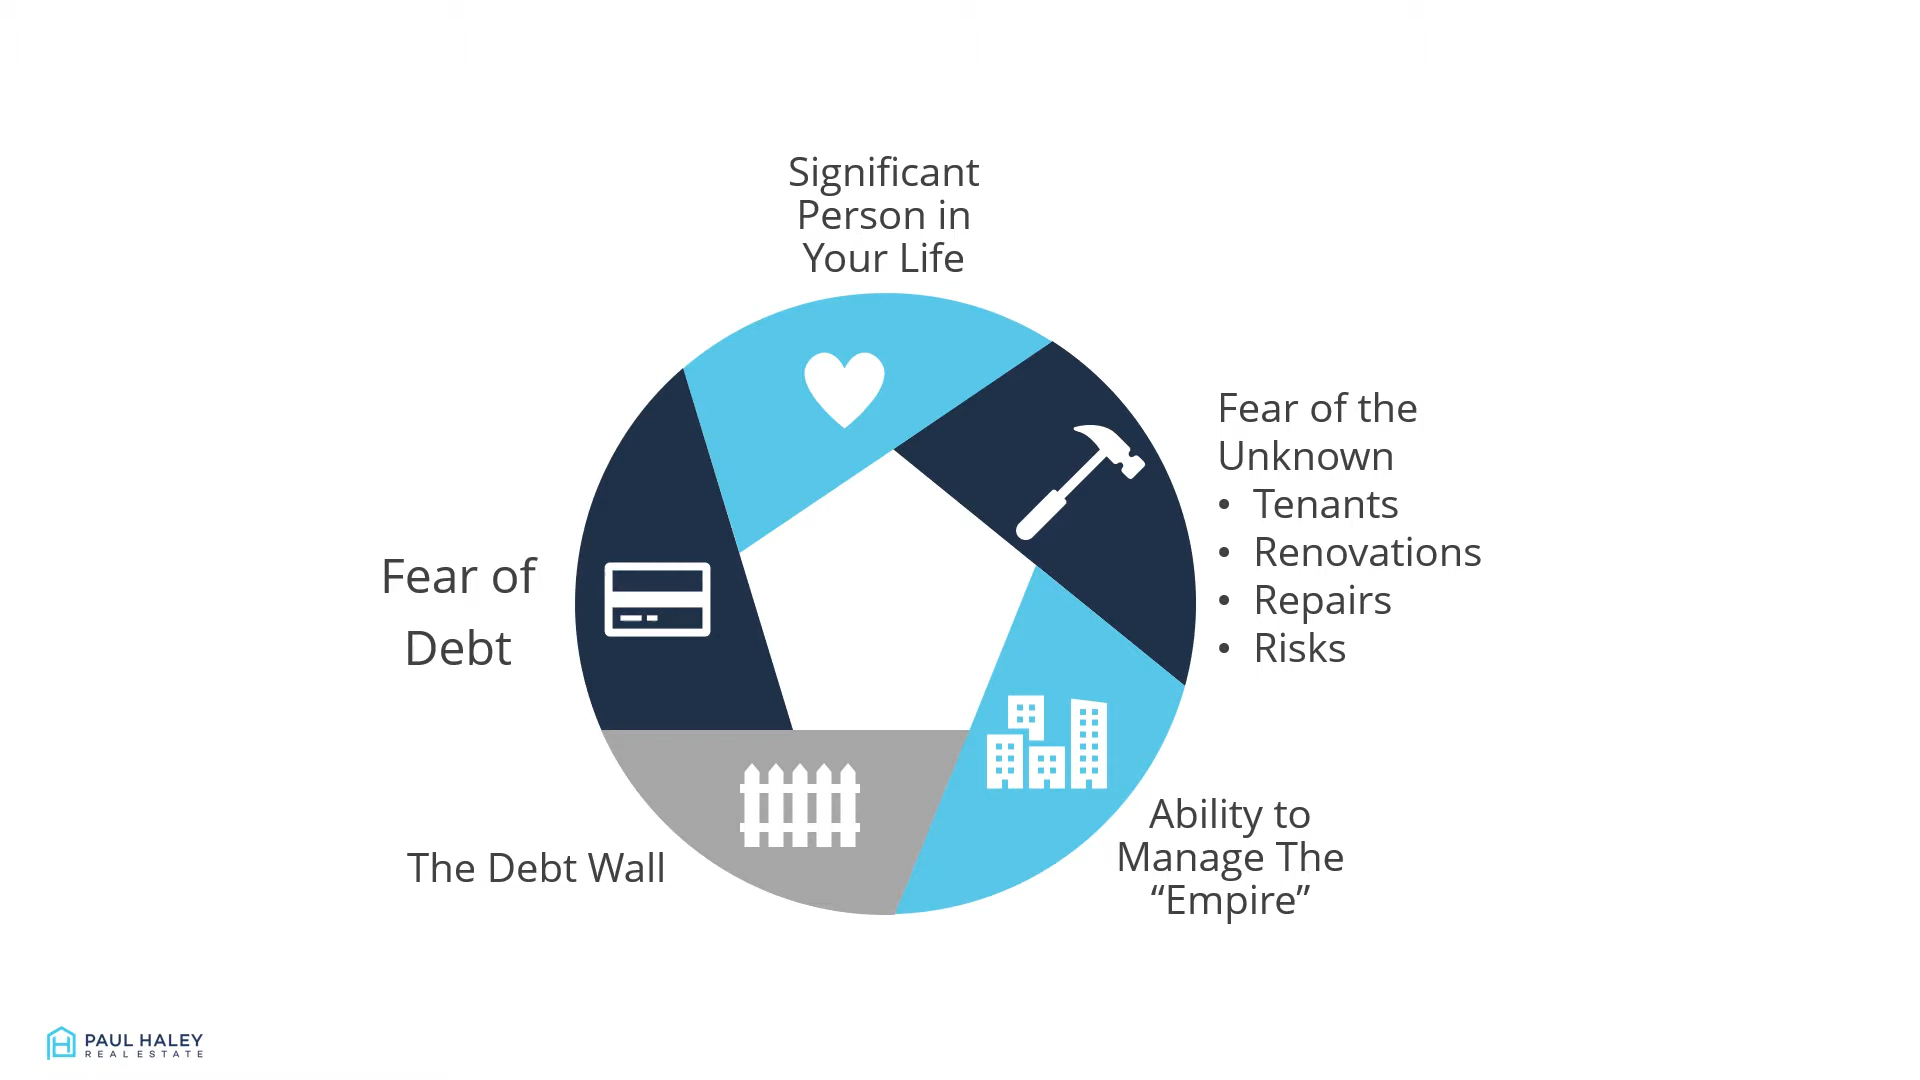 Significant
Person in
Your Life
Fear of the
Unknown
• Tenants
• Renovations
• Repairs
• Risks
Fear of
Debt
Ability to
Manage The
“Empire”
The Debt Wall
PAUL HALEY
REAL ESTATE